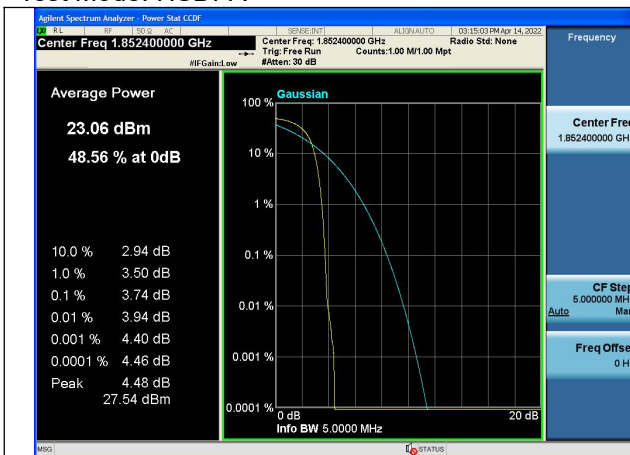 Agilent Spectrum Analyzer - Power Stat CCDF
RL RF 50 Ω AC SENSE:INT ALIGNAUTO 03:15:03 PM Apr 14, 2022
Center Freq 1.852400000 GHz
#IFGain:Low
Center Freq: 1.852400000 GHz
Trig: Free Run Counts:1.00 M/1.00 Mpt
#Atten: 30 dB
Radio Std: None
Frequency
Average Power
23.06 dBm
48.56 % at 0dB
10.0 % 2.94 dB
1.0 % 3.50 dB
0.1 % 3.74 dB
0.01 % 3.94 dB
0.001 % 4.40 dB
0.0001 % 4.46 dB
Peak 4.48 dB
27.54 dBm
Gaussian
100 %
10 %
1 %
0.1 %
0.01 %
0.001 %
0.0001 %
0 dB 20 dB
Info BW 5.0000 MHz
Center Fre
1.852400000 GH
CF Step
5.000000 MH
Auto Ma
Freq Offse
0 H
MSG STATUS